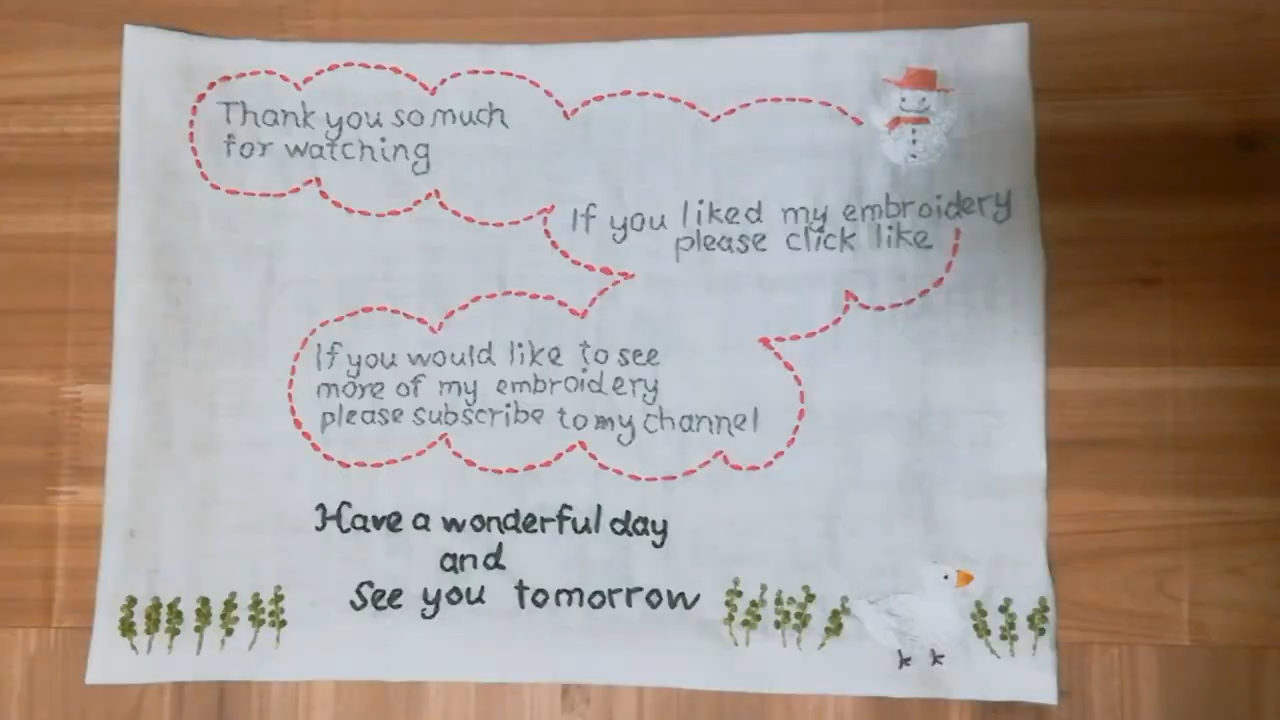 Thank you so much
for watching
If you liked my embroidery
please click like
If you would like to see
more of my embroidery
please subscribe to my channel
Have a wonderful day
and
See you tomorrow